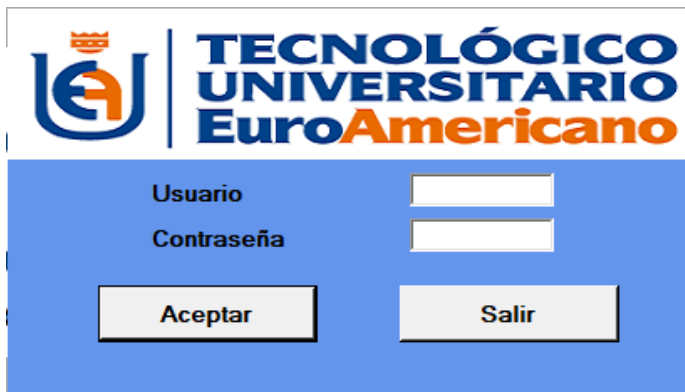 TECNOLÓGICO
UNIVERSITARIO
EuroAmericano
Usuario
Contraseña
Aceptar Salir